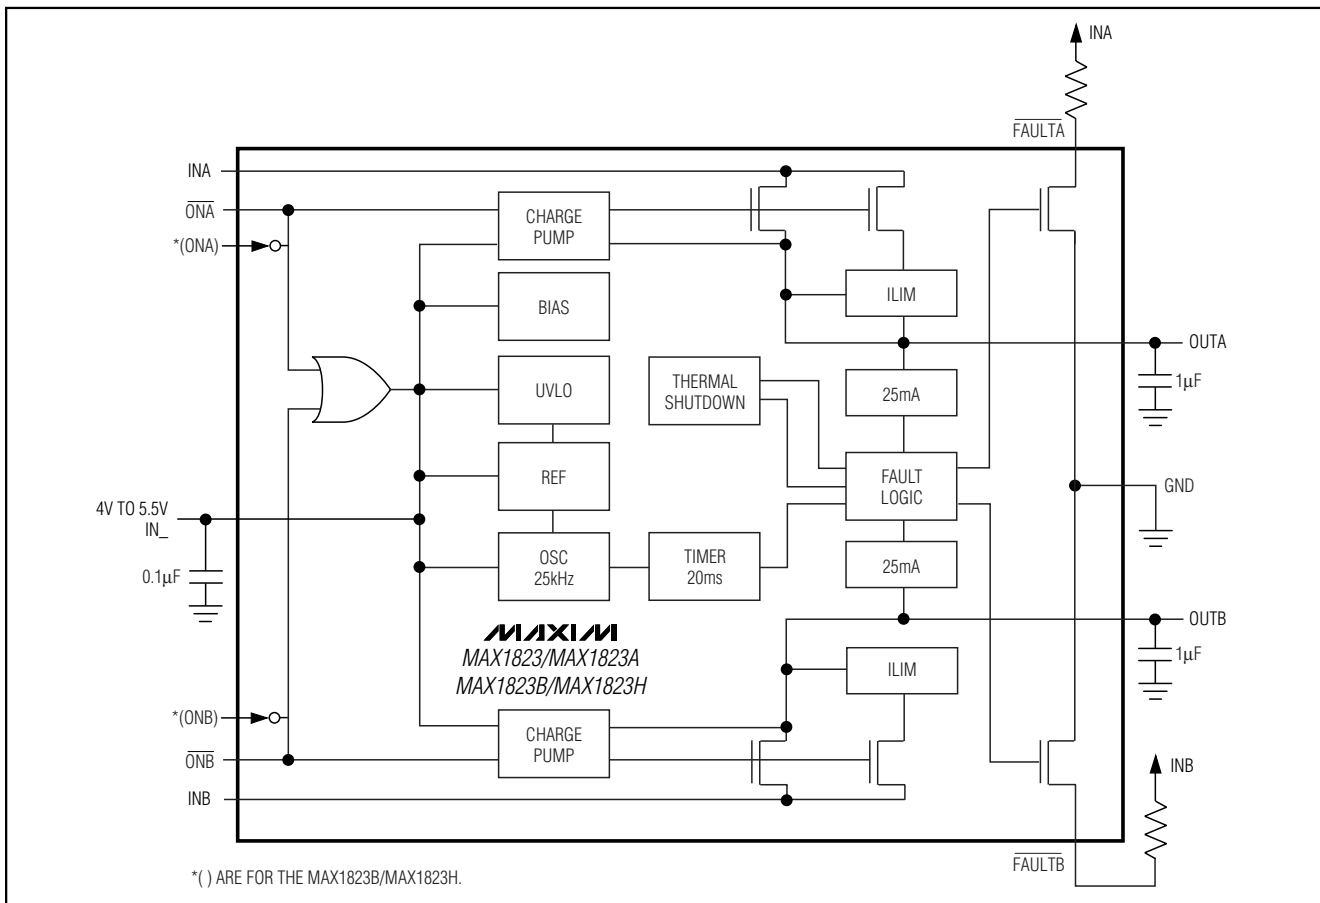 INA
FAULTA
INA
ONA
*(ONA)
CHARGE
PUMP
BIAS
ILIM
OUTA
1µF
UVLO
THERMAL
SHUTDOWN
25mA
REF
FAULT
LOGIC
GND
4V TO 5.5V
IN_
0.1µF
OSC
25kHz
TIMER
20ms
25mA
OUTB
1µF
MAXIM
MAX1823/MAX1823A
MAX1823B/MAX1823H
ILIM
*(ONB)
CHARGE
PUMP
ONB
INB
INB
FAULTB
*( ) ARE FOR THE MAX1823B/MAX1823H.